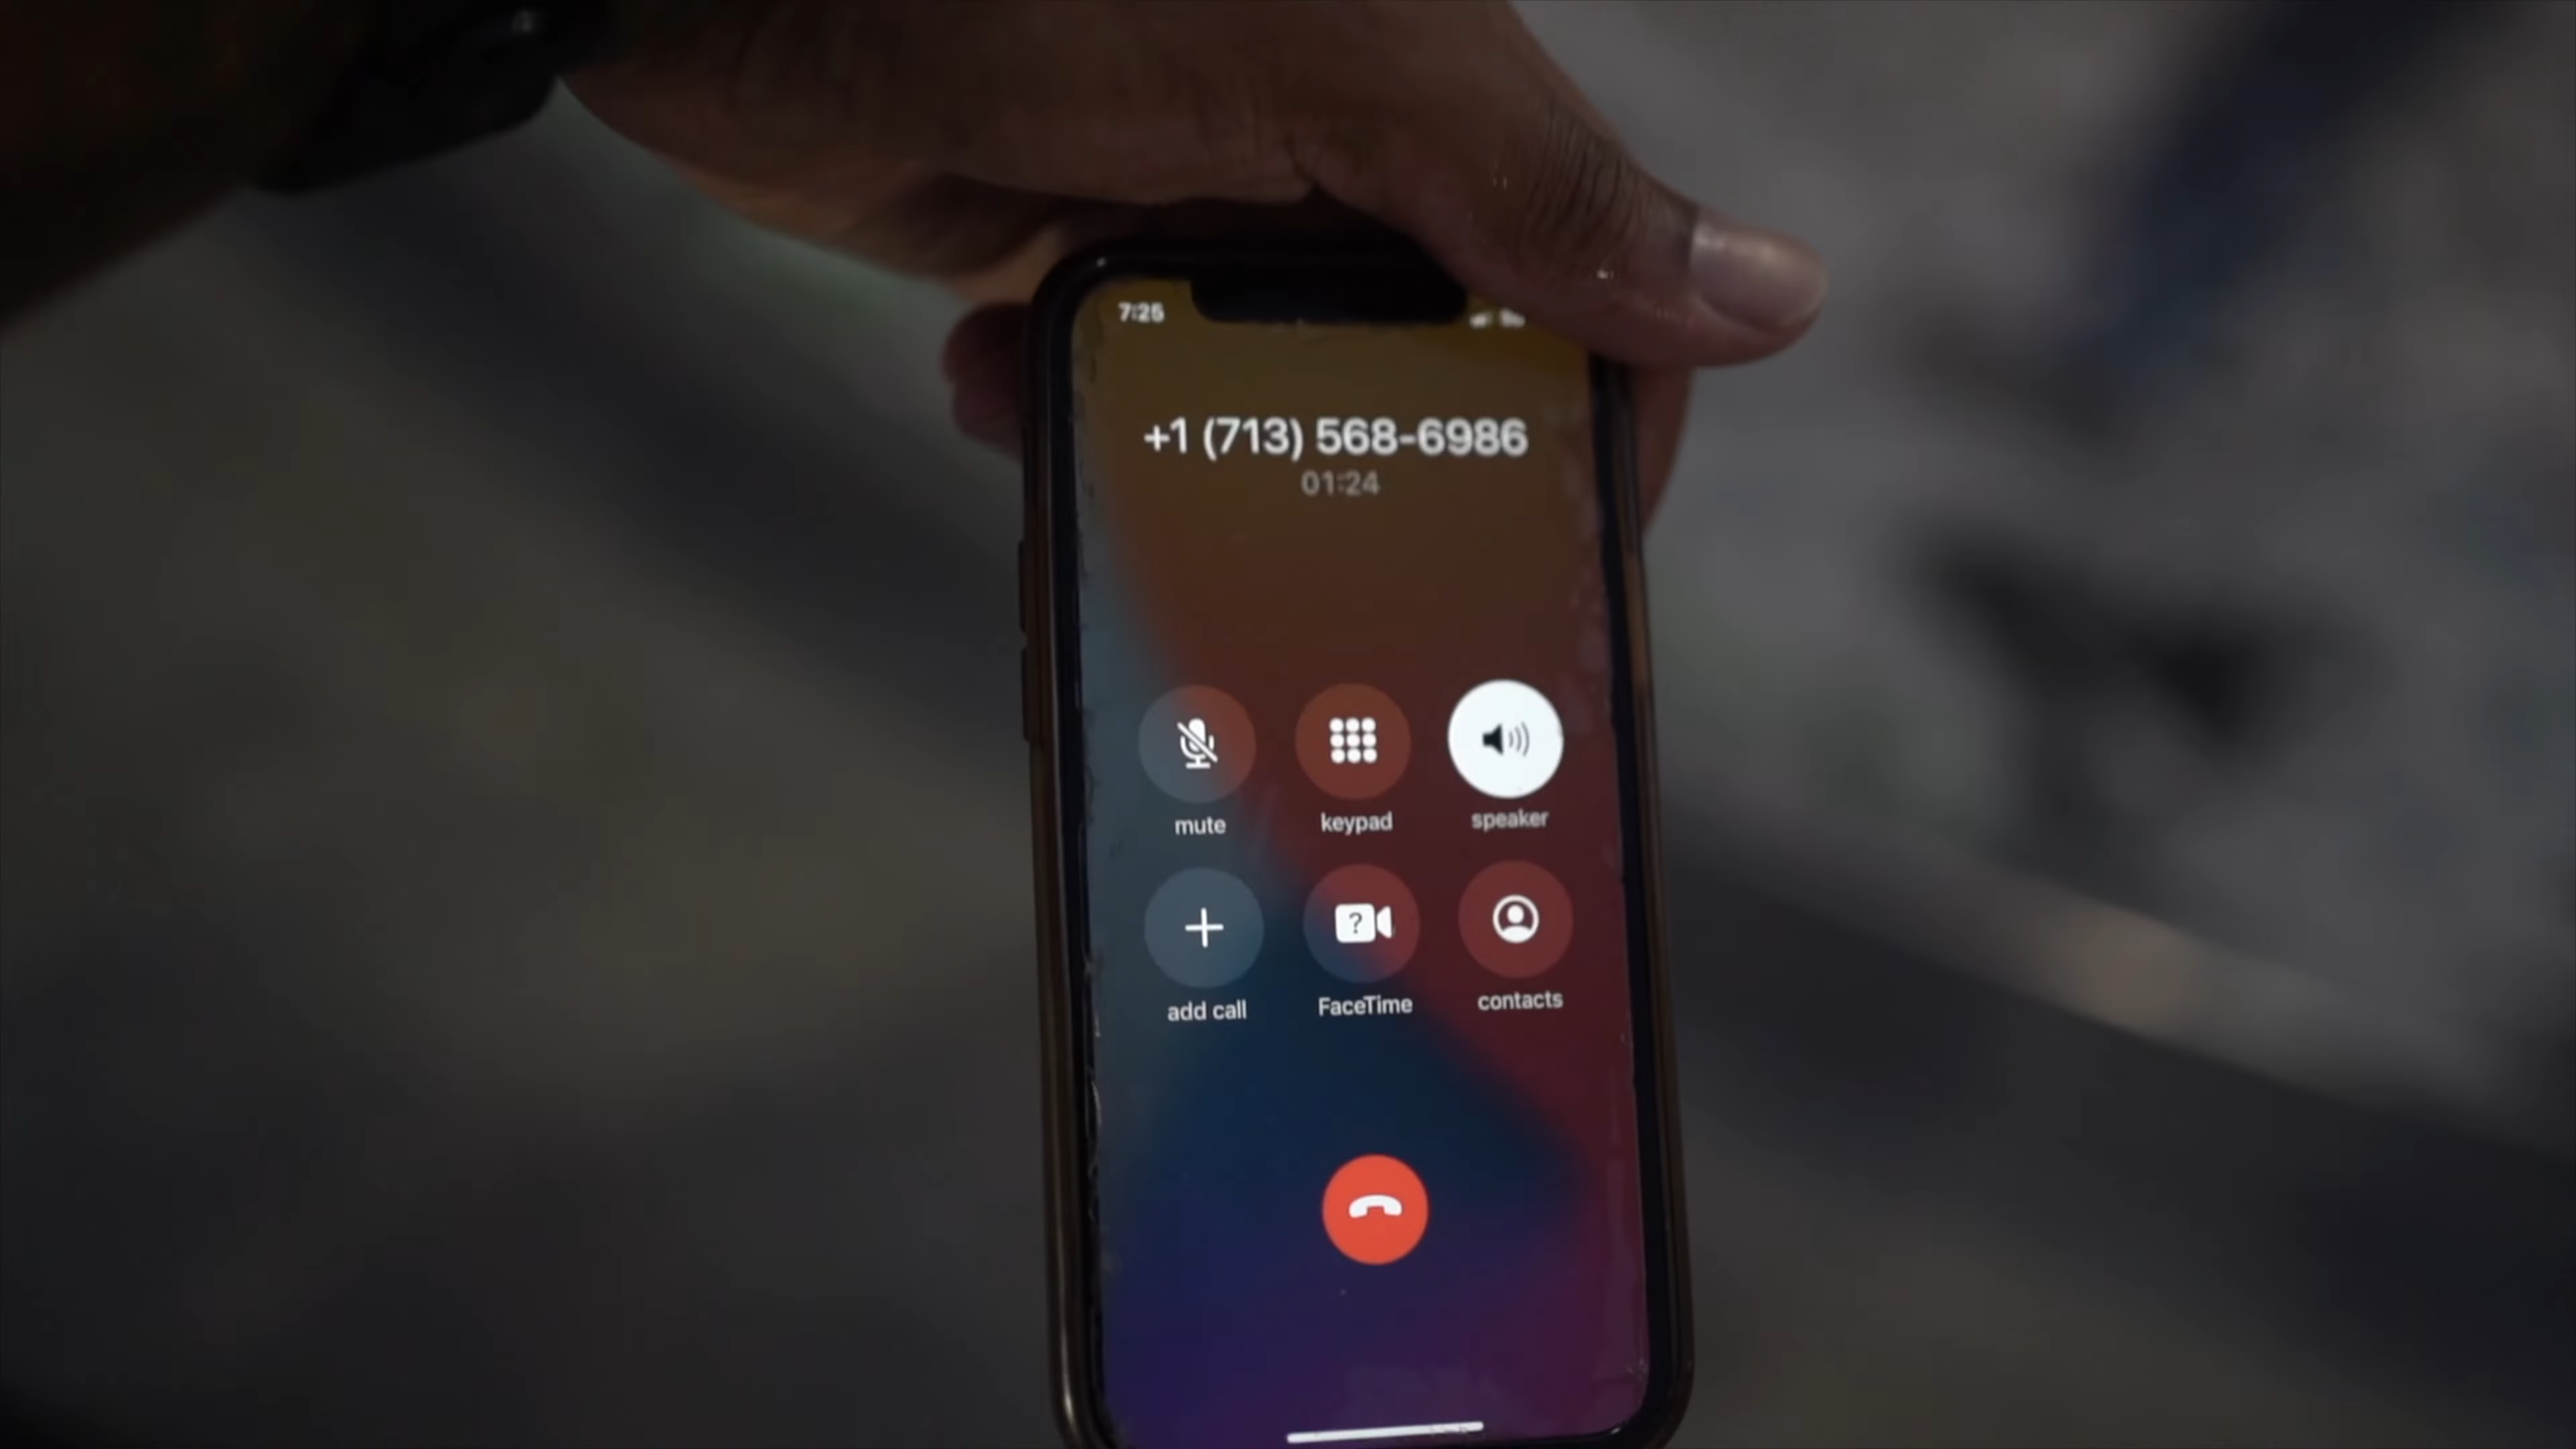 7:25
+1 (713) 568-6986
01:24
mute keypad speaker
?
add call FaceTime contacts